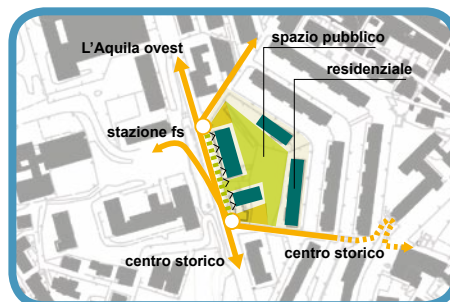 spazio pubblico
L'Aquila ovest
residenziale
stazione fs
centro storico
centro storico